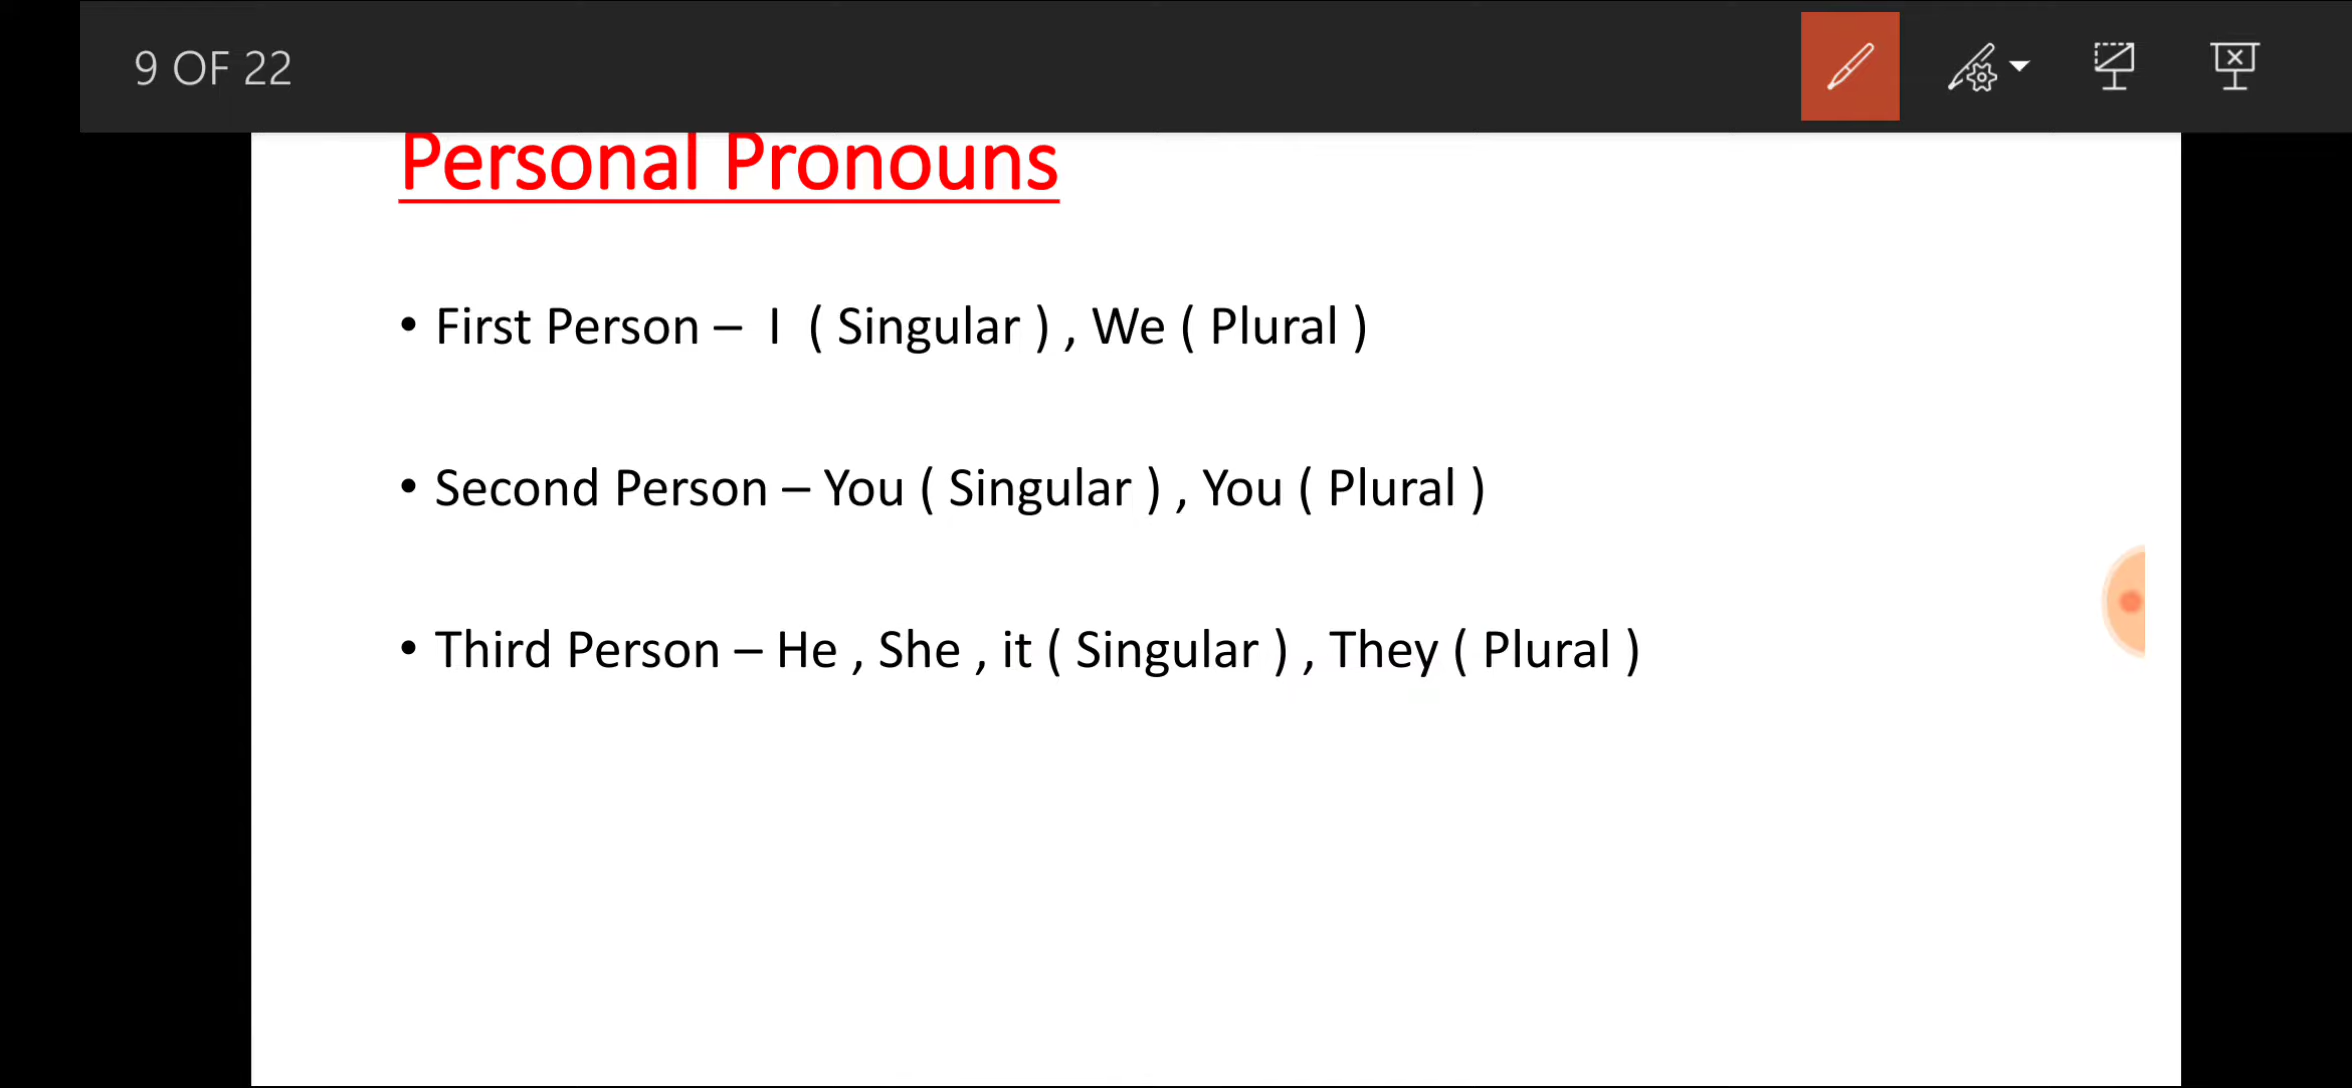 9 OF 22
Personal Pronouns
• First Person – I ( Singular ) , We ( Plural )
• Second Person – You ( Singular ) , You ( Plural )
• Third Person – He , She , it ( Singular ) , They ( Plural )